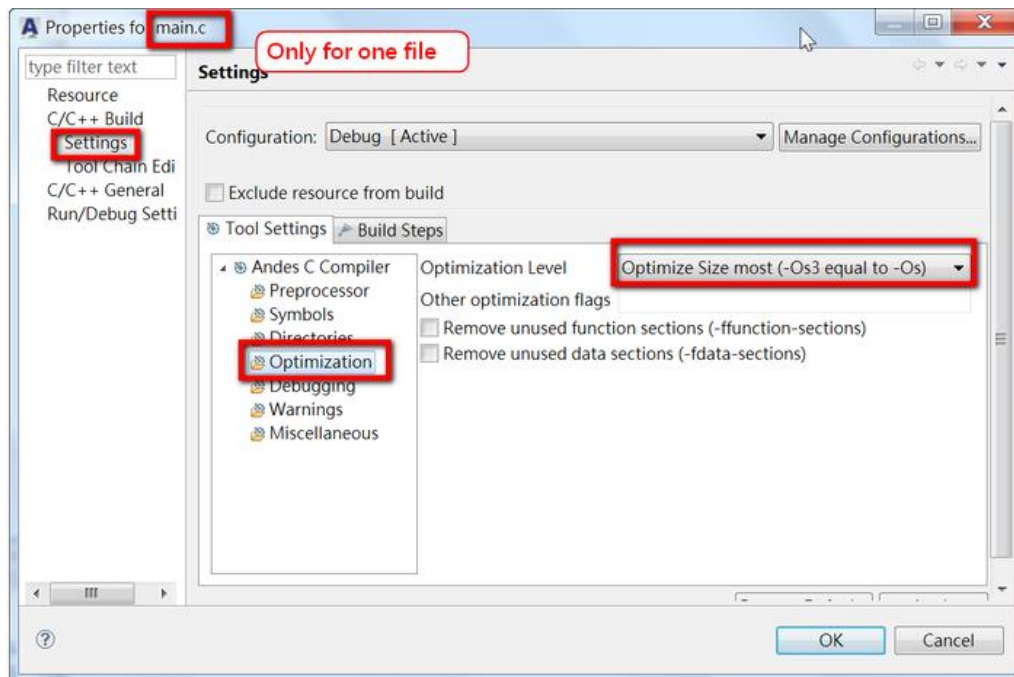 Properties fo main.c
Only for one file
type filter text
Resource
C/C++ Build
Settings
Tool Chain Edi
C/C++ General
Run/Debug Setti
Settings
Configuration: Debug [ Active ]
Manage Configurations...
Exclude resource from build
Tool Settings
Build Steps
Andes C Compiler
Preprocessor
Symbols
Directories
Optimization
Debugging
Warnings
Miscellaneous
Optimization Level
Optimize Size most (-Os3 equal to -Os)
Other optimization flags
Remove unused function sections (-ffunction-sections)
Remove unused data sections (-fdata-sections)
OK
Cancel